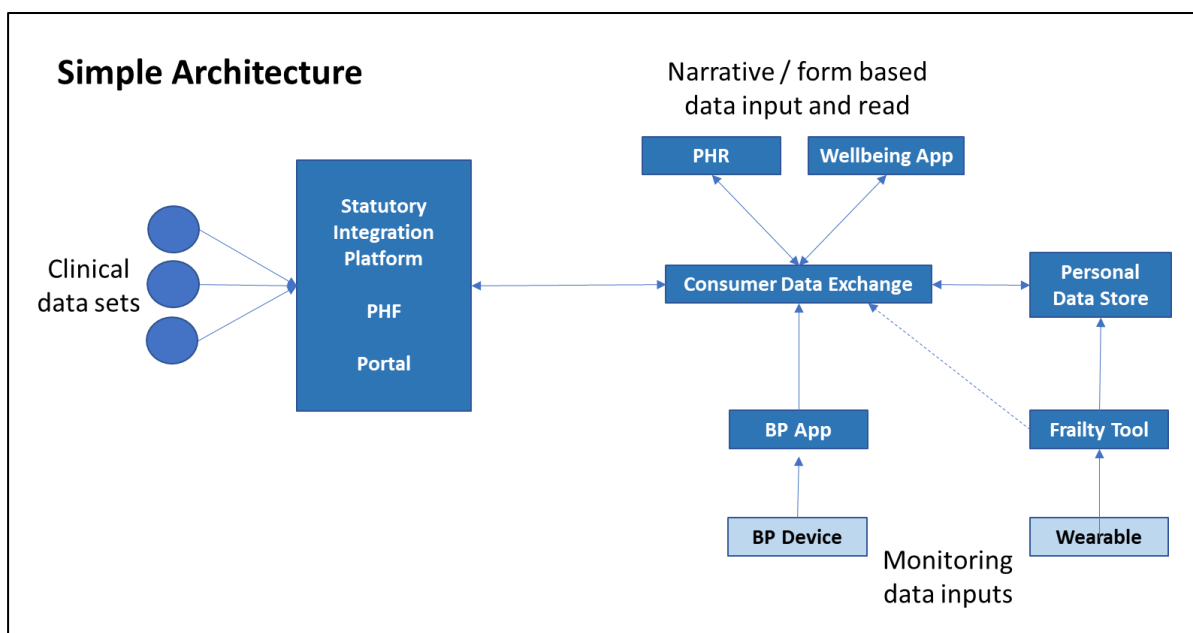 Simple Architecture
Narrative / form based
data input and read
PHR
Wellbeing App
Statutory
Integration
Platform
PHF
Portal
Clinical
data sets
Consumer Data Exchange
Personal
Data Store
BP App
Frailty Tool
BP Device
Wearable
Monitoring
data inputs